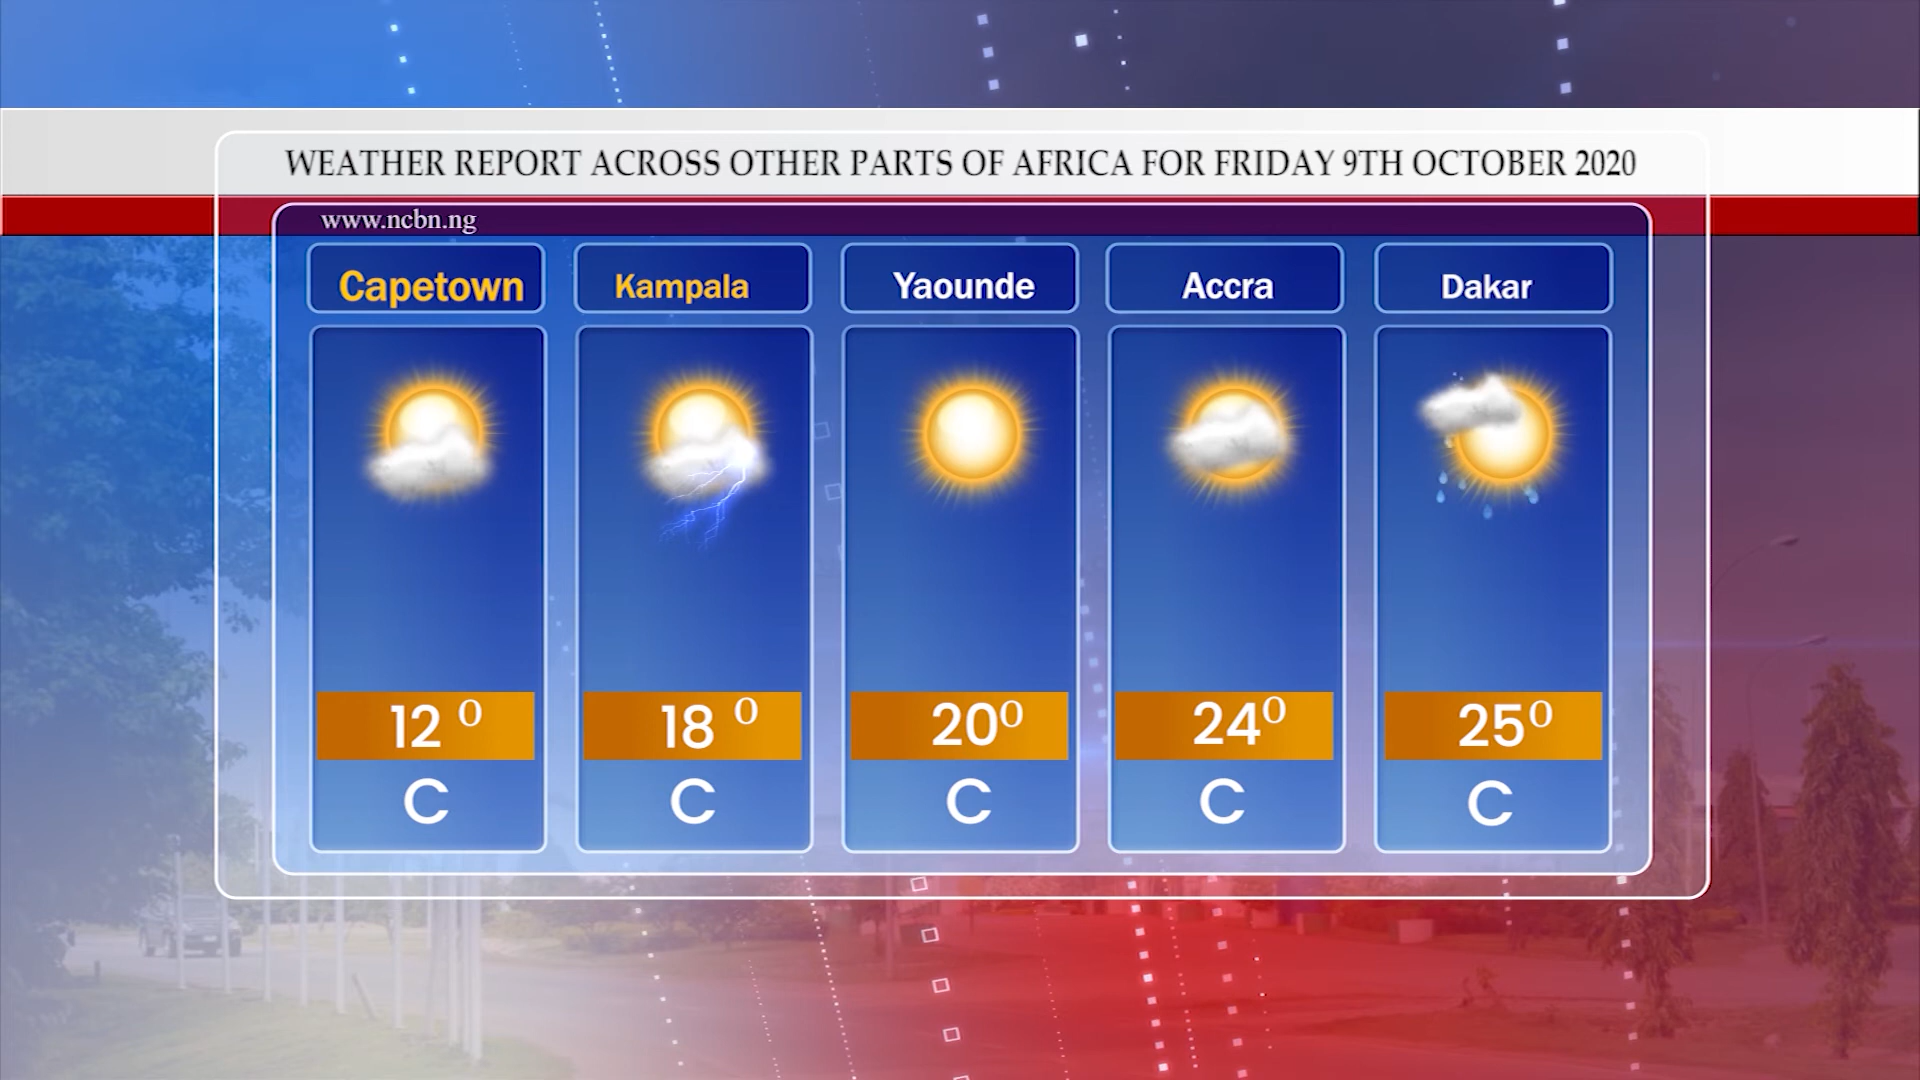 WEATHER REPORT ACROSS OTHER PARTS OF AFRICA FOR FRIDAY 9TH OCTOBER 2020
www.ncbn.ng
Capetown Kampala Yaounde Accra Dakar
12 ⁰ 18 ⁰ 20⁰ 24⁰ 25⁰
C C C C C